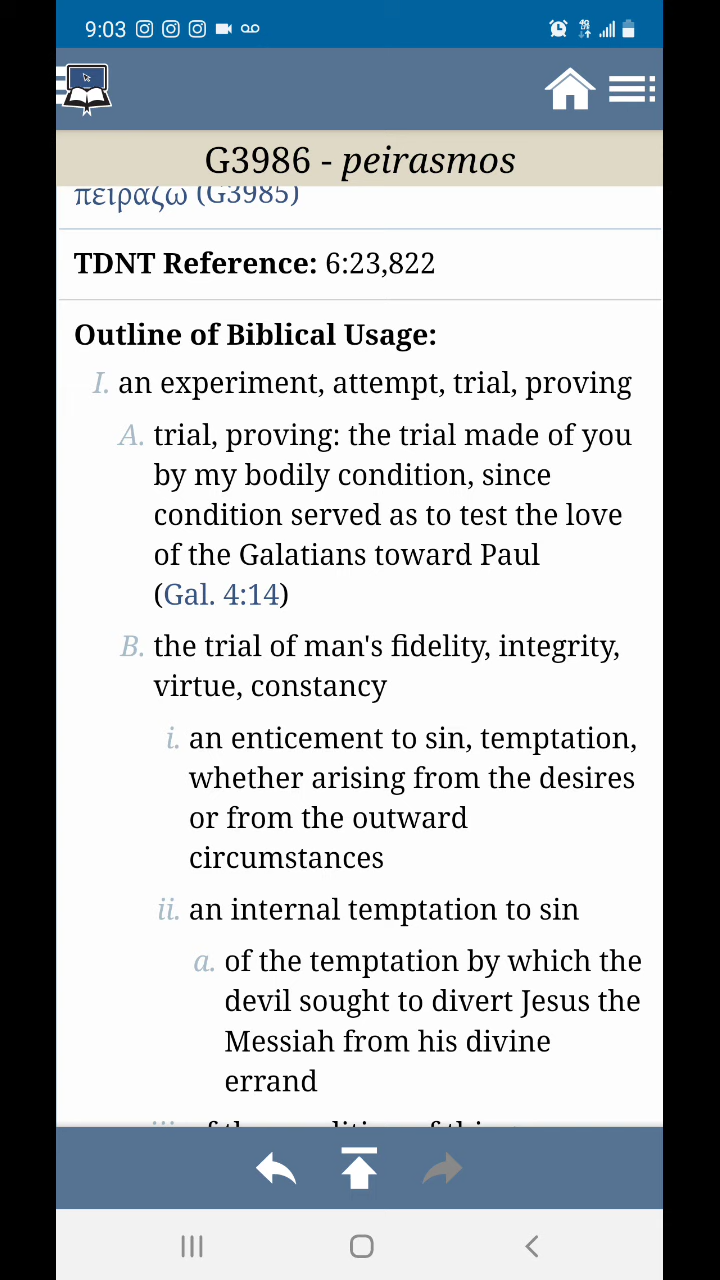 9:03
G3986 - peirasmos
πειράζω (G3985)
TDNT Reference: 6:23,822
Outline of Biblical Usage:
I. an experiment, attempt, trial, proving
A. trial, proving: the trial made of you
by my bodily condition, since
condition served as to test the love
of the Galatians toward Paul
(Gal. 4:14)
B. the trial of man's fidelity, integrity,
virtue, constancy
i. an enticement to sin, temptation,
whether arising from the desires
or from the outward
circumstances
ii. an internal temptation to sin
a. of the temptation by which the
devil sought to divert Jesus the
Messiah from his divine
errand